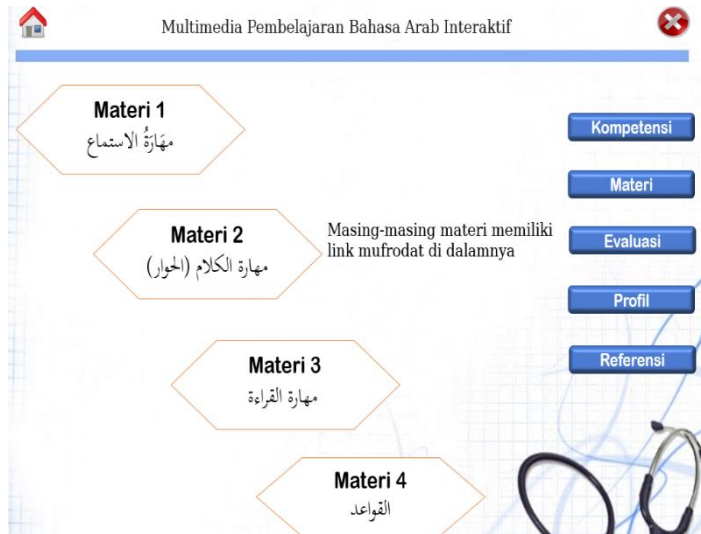 Multimedia Pembelajaran Bahasa Arab Interaktif
Materi 1
مهَارَةُ الاستماع
Kompetensi
Materi
Materi 2
مهارة الكلام (الحوار)
Masing-masing materi memiliki
link mufrodat di dalamnya
Evaluasi
Profil
Materi 3
مهارة القراءة
Referensi
Materi 4
القواعد